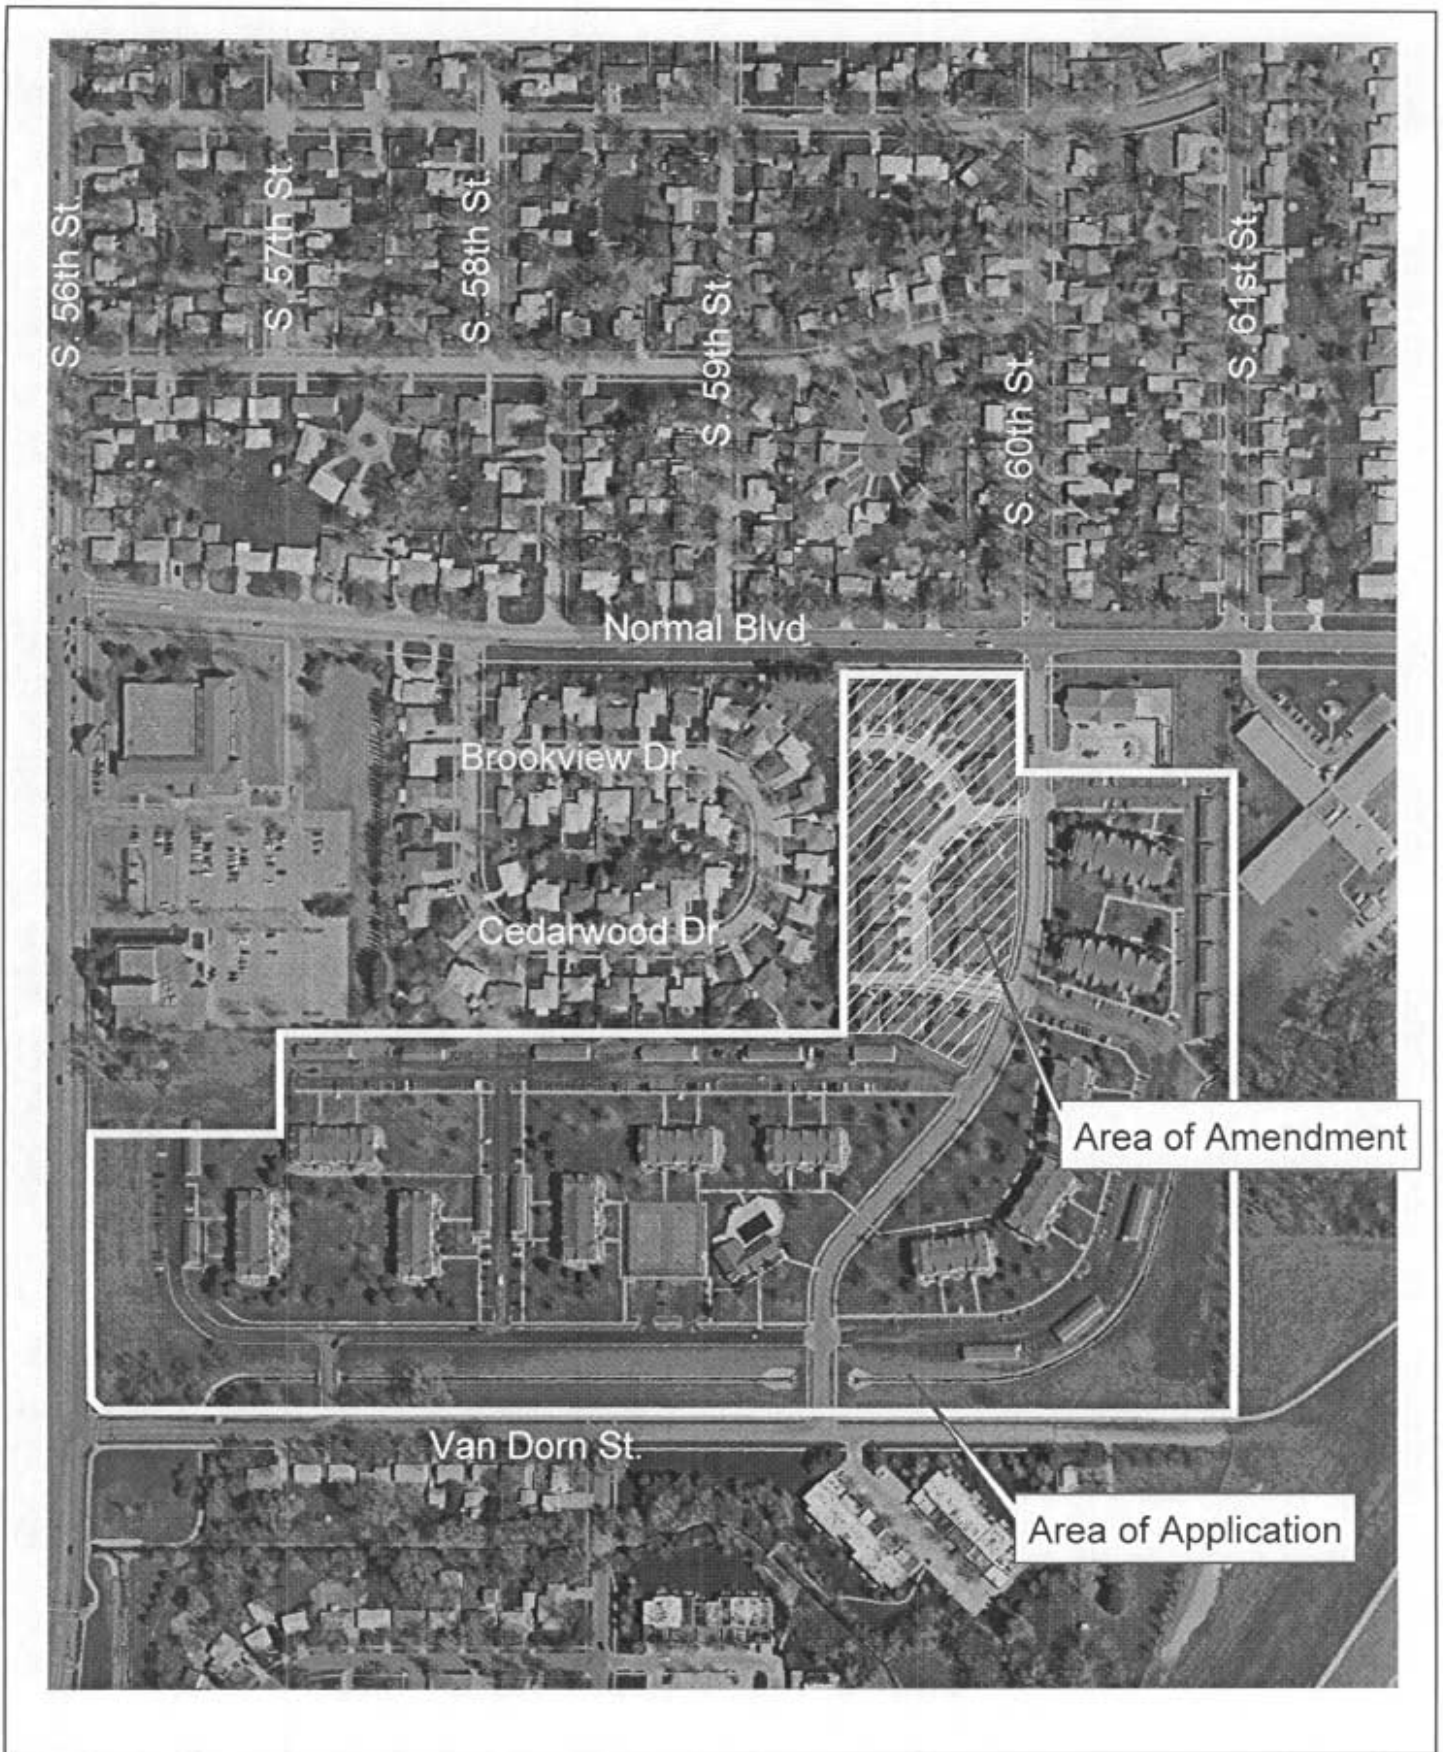 S. 56th St.
S. 57th St.
S. 58th St.
S. 59th St.
S. 60th St.
S. 61st St.
Normal Blvd
Brookview Dr
Cedarwood Dr
Area of Amendment
Van Dorn St.
Area of Application